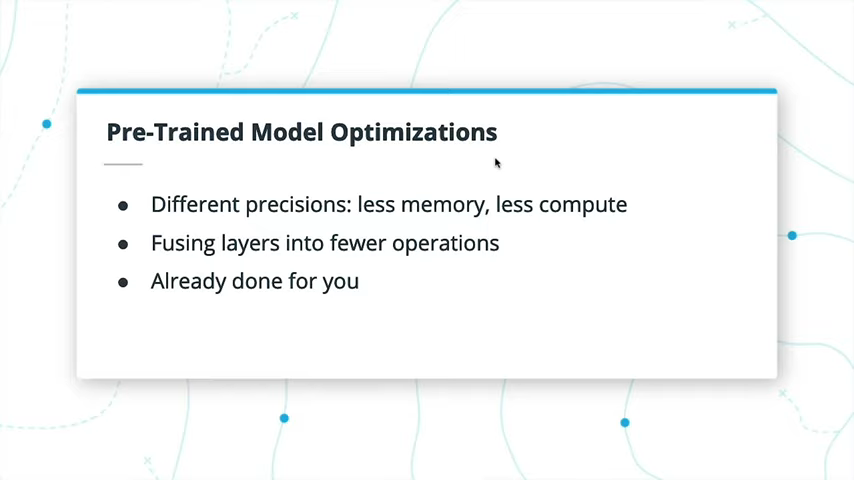 Pre-Trained Model Optimizations
● Different precisions: less memory, less compute
● Fusing layers into fewer operations
● Already done for you